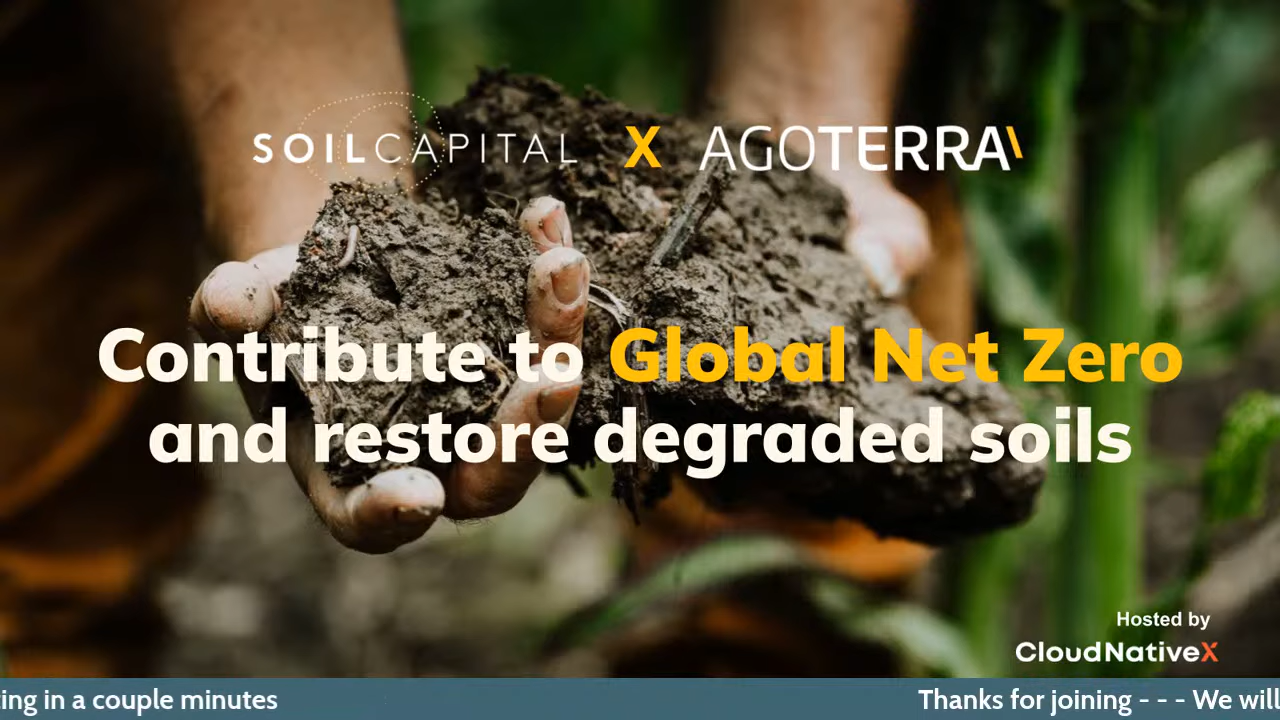 SOILCAPITAL X AGOTERRA
Contribute to Global Net Zero
and restore degraded soils
Hosted by
CloudNativeX
ing in a couple minutes Thanks for joining - - - We will